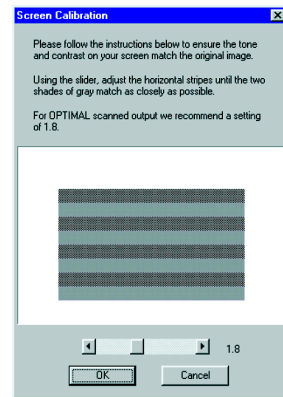 Screen Calibration
Please follow the instructions below to ensure the tone
and contrast on your screen match the original image.
Using the slider, adjust the horizontal stripes until the two
shades of gray match as closely as possible.
For OPTIMAL scanned output we recommend a setting
of 1.8.
1.8
OK
Cancel